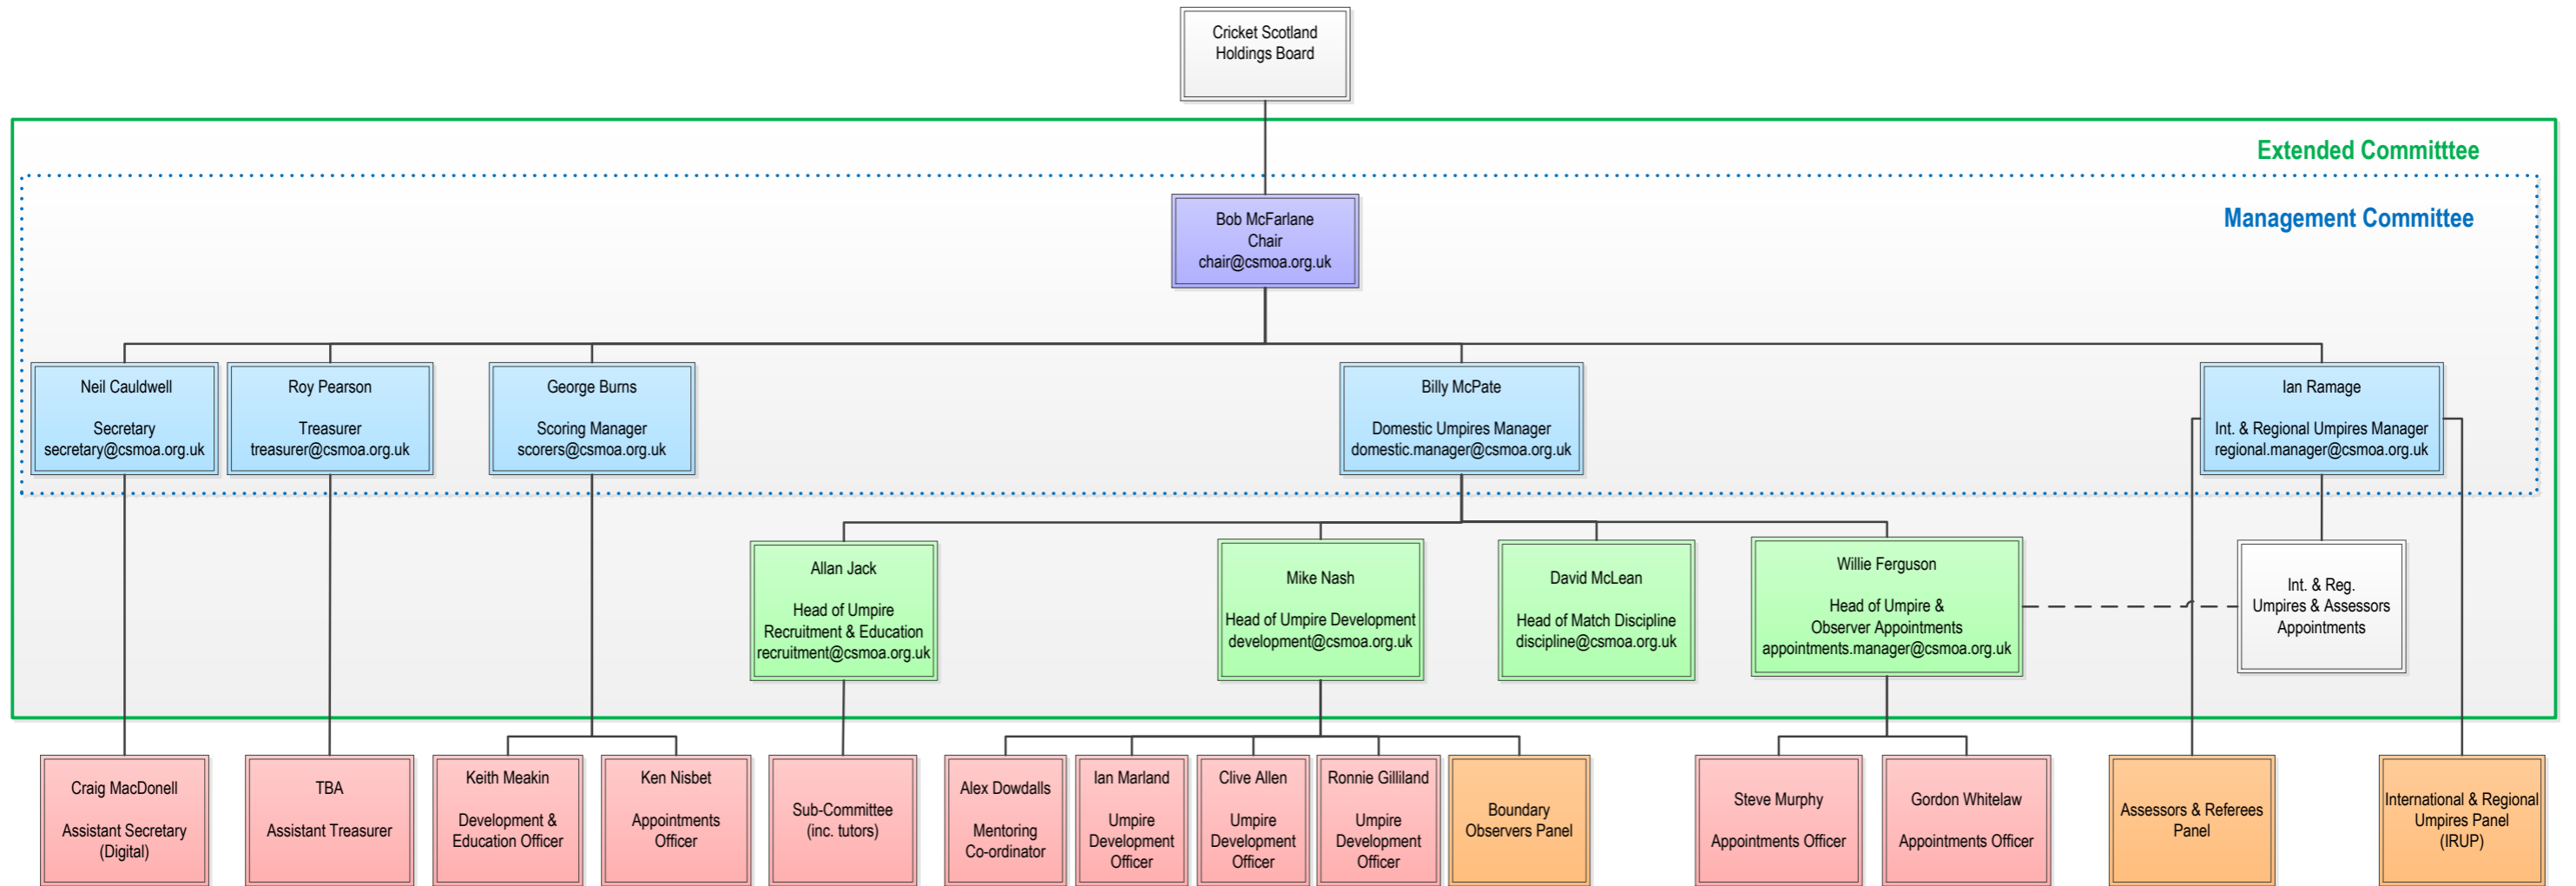 Cricket Scotland
Holdings Board
Extended Committtee
Management Committee
Bob McFarlane
Chair
chair@csmoa.org.uk
Neil Cauldwell
Secretary
secretary@csmoa.org.uk
Roy Pearson
Treasurer
treasurer@csmoa.org.uk
George Burns
Scoring Manager
scorers@csmoa.org.uk
Billy McPate
Domestic Umpires Manager
domestic.manager@csmoa.org.uk
Ian Ramage
Int. & Regional Umpires Manager
regional.manager@csmoa.org.uk
Allan Jack
Head of Umpire
Recruitment & Education
recruitment@csmoa.org.uk
Mike Nash
Head of Umpire Development
development@csmoa.org.uk
David McLean
Head of Match Discipline
discipline@csmoa.org.uk
Willie Ferguson
Head of Umpire &
Observer Appointments
appointments.manager@csmoa.org.uk
Int. & Reg.
Umpires & Assessors
Appointments
Craig MacDonell
Assistant Secretary
(Digital)
TBA
Assistant Treasurer
Keith Meakin
Development &
Education Officer
Ken Nisbet
Appointments
Officer
Sub-Committee
(inc. tutors)
Alex Dowdalls
Mentoring
Co-ordinator
Ian Marland
Umpire
Development
Officer
Clive Allen
Umpire
Development
Officer
Ronnie Gilliland
Umpire
Development
Officer
Boundary
Observers Panel
Steve Murphy
Appointments Officer
Gordon Whitelaw
Appointments Officer
Assessors & Referees
Panel
International & Regional
Umpires Panel
(IRUP)